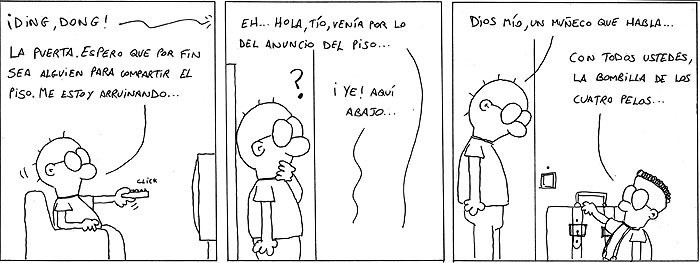 ¡DING, DONG!
LA PUERTA. ESPERO QUE POR FIN
SEA ALGUIEN PARA COMPARTIR EL
PISO. ME ESTOY ARRUINANDO...
CLICK
EH... HOLA, TÍO, VENÍA POR LO
DEL ANUNCIO DEL PISO...
?
¡YE! AQUÍ
ABAJO...
DIOS MÍO, UN MUÑECO QUE HABLA...
CON TODOS USTEDES,
LA BOMBILLA DE LOS
CUATRO PELOS...